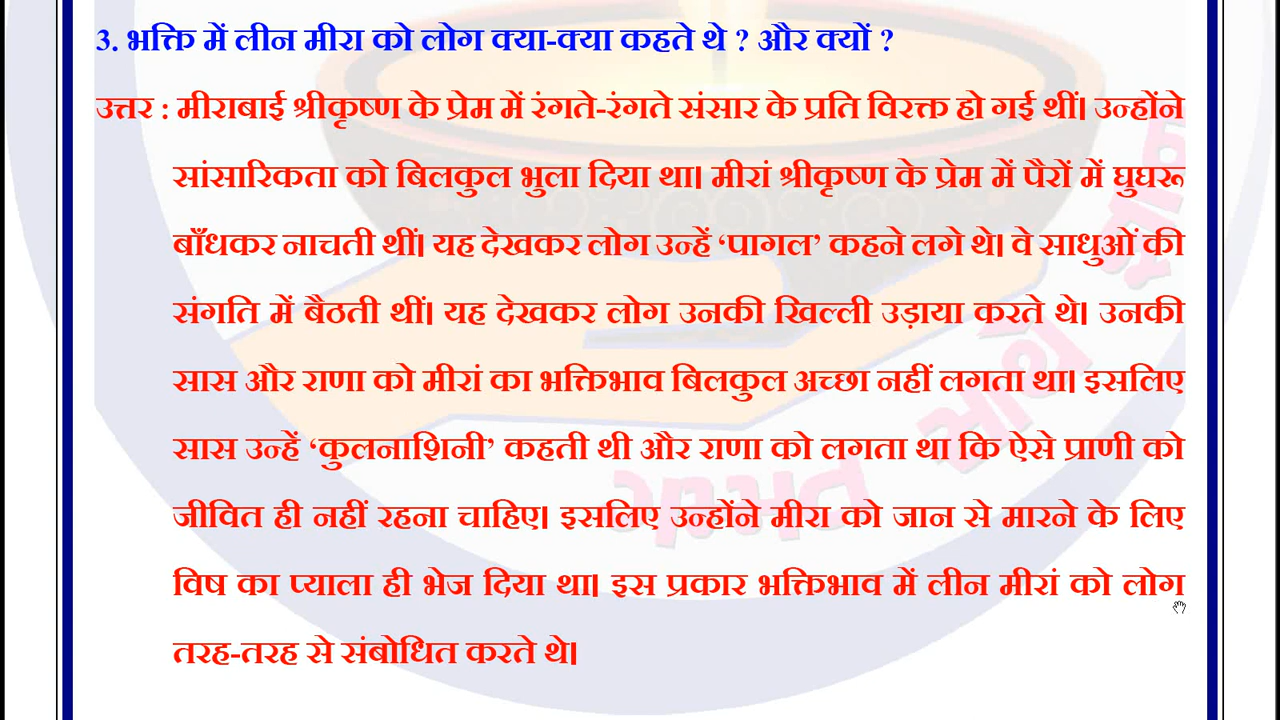 3. भक्ति में लीन मीरा को लोग क्या-क्या कहते थे ? और क्यों ?
उत्तर : मीराबाई श्रीकृष्ण के प्रेम में रंगते-रंगते संसार के प्रति विरक्त हो गई थीं। उन्होंने
सांसारिकता को बिलकुल भुला दिया था। मीरां श्रीकृष्ण के प्रेम में पैरों में घुघरू
बाँधकर नाचती थीं। यह देखकर लोग उन्हें ‘पागल’ कहने लगे थे। वे साधुओं की
संगति में बैठती थीं। यह देखकर लोग उनकी खिल्ली उड़ाया करते थे। उनकी
सास और राणा को मीरां का भक्तिभाव बिलकुल अच्छा नहीं लगता था। इसलिए
सास उन्हें ‘कुलनाशिनी’ कहती थी और राणा को लगता था कि ऐसे प्राणी को
जीवित ही नहीं रहना चाहिए। इसलिए उन्होंने मीरा को जान से मारने के लिए
विष का प्याला ही भेज दिया था। इस प्रकार भक्तिभाव में लीन मीरां को लोग
तरह-तरह से संबोधित करते थे।